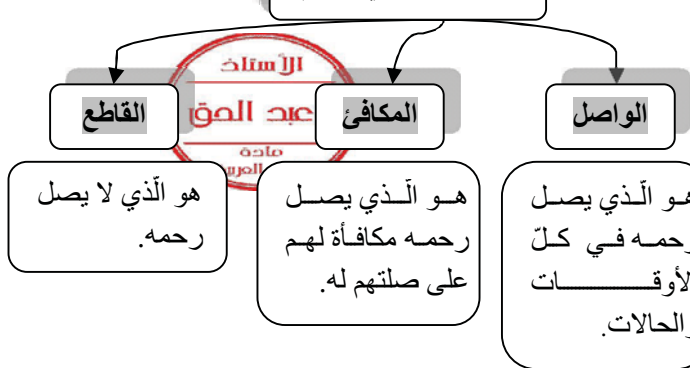 الواصل
هو الّذي يصل
رحمه في كلّ
الأوقات
والحالات.
المكافئ
هو الّذي يصل
رحمه مكافأة لهم
على صلتهم له.
القاطع
هو الّذي لا يصل
رحمه.
الأستاذ
عبد الحق
مادة